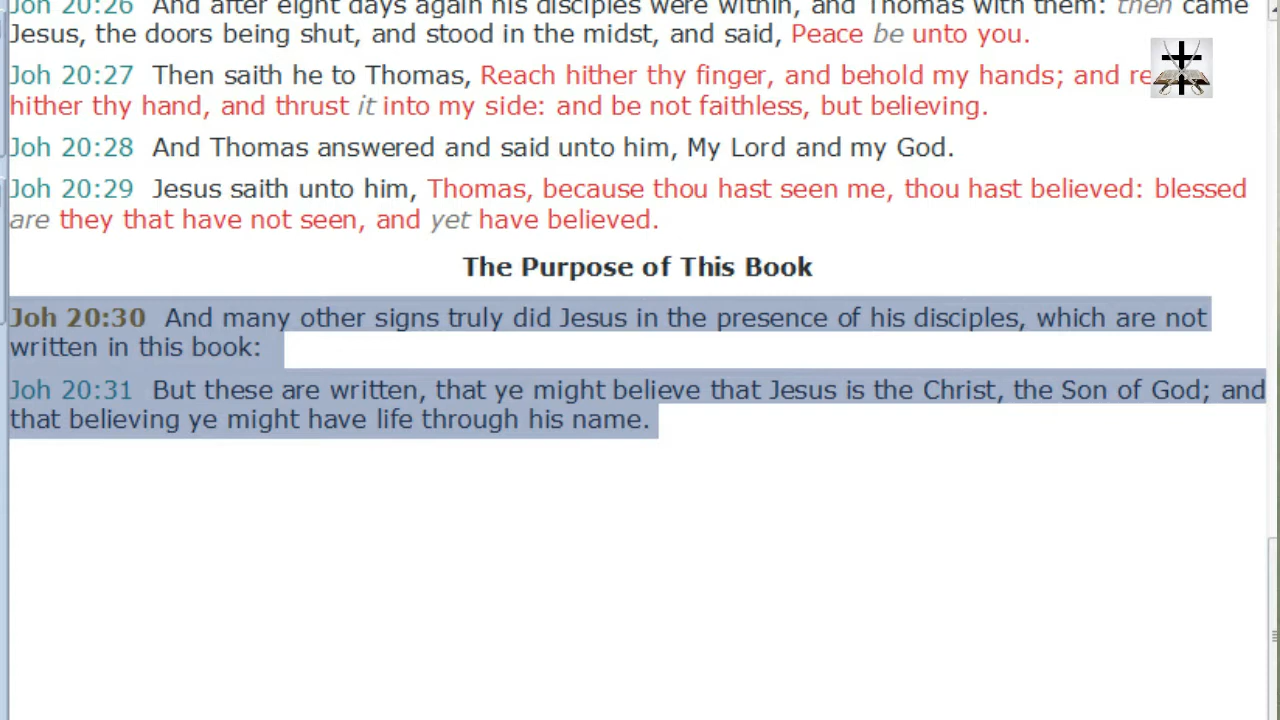 Joh 20:26 And after eight days again his disciples were within, and Thomas with them: then came
Jesus, the doors being shut, and stood in the midst, and said, Peace be unto you.
Joh 20:27 Then saith he to Thomas, Reach hither thy finger, and behold my hands; and
hither thy hand, and thrust it into my side: and be not faithless, but believing.
Joh 20:28 And Thomas answered and said unto him, My Lord and my God.
Joh 20:29 Jesus saith unto him, Thomas, because thou hast seen me, thou hast believed: blessed
are they that have not seen, and yet have believed.
The Purpose of This Book
Joh 20:30 And many other signs truly did Jesus in the presence of his disciples, which are not
written in this book:
Joh 20:31 But these are written, that ye might believe that Jesus is the Christ, the Son of God; and
that believing ye might have life through his name.